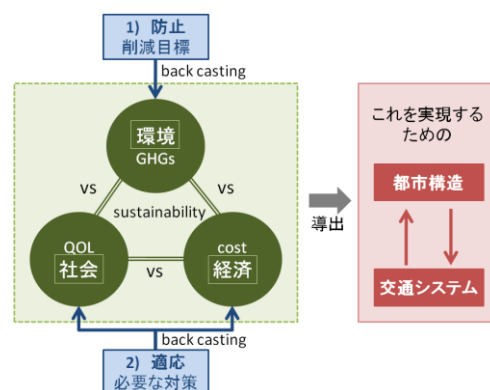 1) 防止
削減目標
back casting
環境
GHGs
vs
vs
sustainability
QOL
社会
vs
cost
経済
back casting
2) 適応
必要な対策
導出
これを実現する
ための
都市構造
交通システム